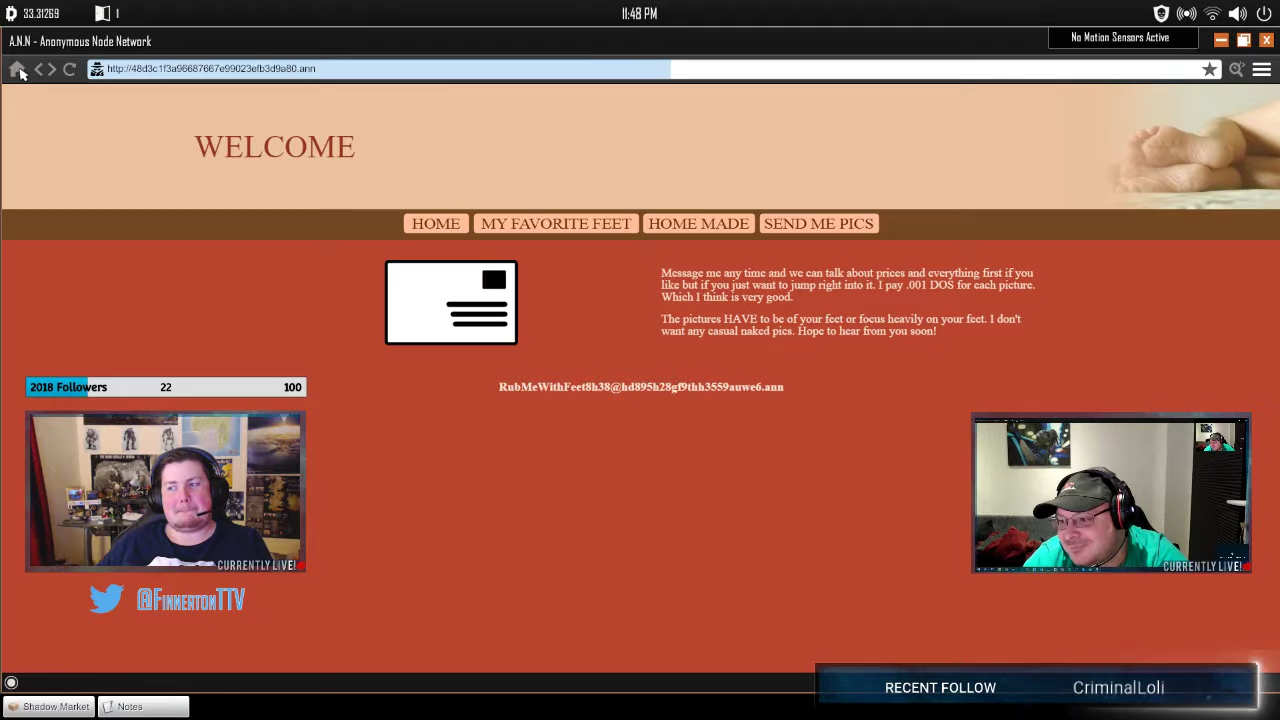 33.31269
1
11:48 PM
A.N.N - Anonymous Node Network
No Motion Sensors Active
http://48d3c1f3a96687667e99023efb3d9a80.ann
WELCOME
HOME
MY FAVORITE FEET
HOME MADE
SEND ME PICS
Message me any time and we can talk about prices and everything first if you
like but if you just want to jump right into it. I pay .001 DOS for each picture.
Which I think is very good.
The pictures HAVE to be of your feet or focus heavily on your feet. I don't
want any casual naked pics. Hope to hear from you soon!
2018 Followers 22 100
RubMeWithFeet8h38@hd895h28gf9thh3559auwe6.ann
CURRENTLY LIVE!
CURRENTLY LIVE!
@FinnertonTTV
RECENT FOLLOW CriminalLoli
Shadow Market
Notes